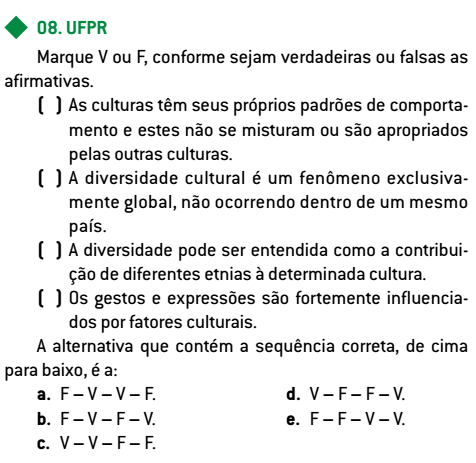 08. UFPR
Marque V ou F, conforme sejam verdadeiras ou falsas as
afirmativas.
( ) As culturas têm seus próprios padrões de comporta-
mento e estes não se misturam ou são apropriados
pelas outras culturas.
( ) A diversidade cultural é um fenômeno exclusiva-
mente global, não ocorrendo dentro de um mesmo
país.
( ) A diversidade pode ser entendida como a contribui-
ção de diferentes etnias à determinada cultura.
( ) Os gestos e expressões são fortemente influencia-
dos por fatores culturais.
A alternativa que contém a sequência correta, de cima
para baixo, é a:
a. F – V – V – F.
b. F – V – F – V.
c. V – V – F – F.
d. V – F – F – V.
e. F – F – V – V.